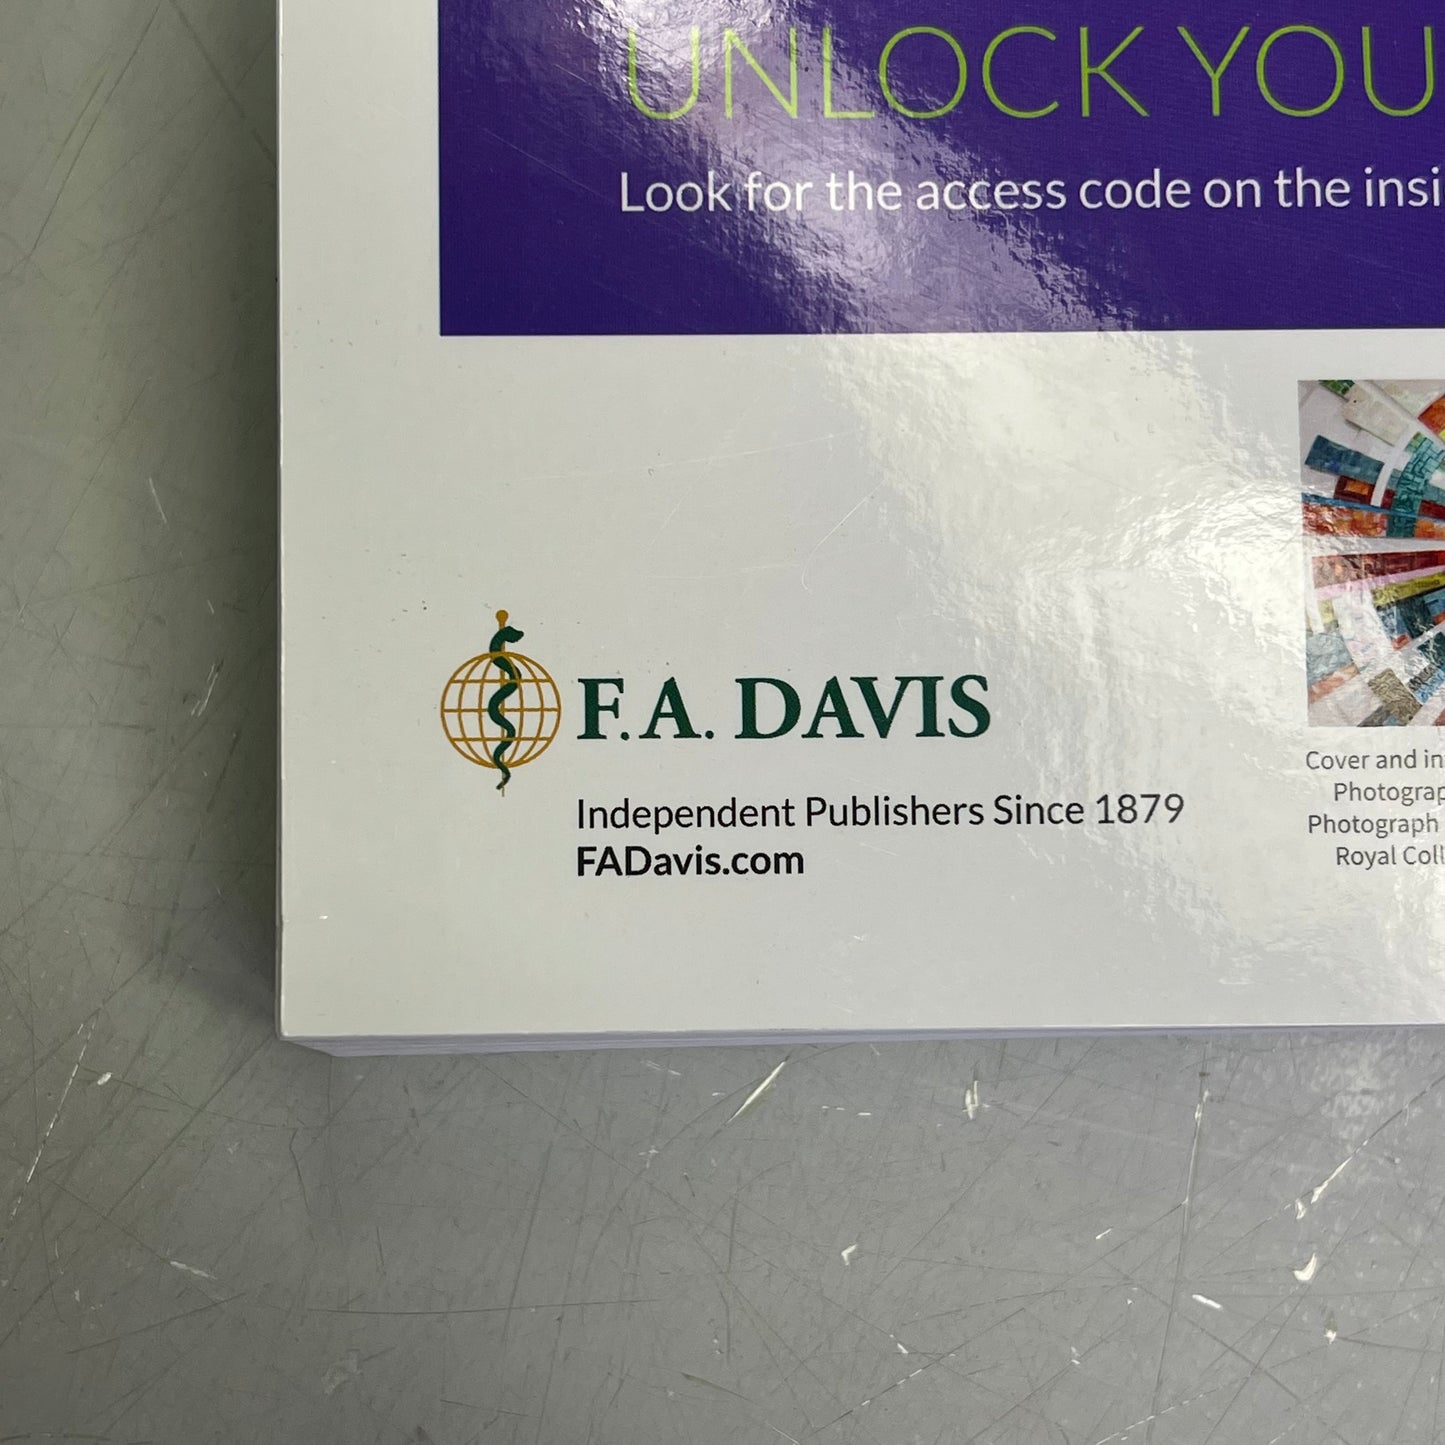 UNLOCK YOU
Look for the access code on the insi
F.A. DAVIS
Independent Publishers Since 1879
FADavis.com
Cover and in
Photograp
Photograph
Royal Coll